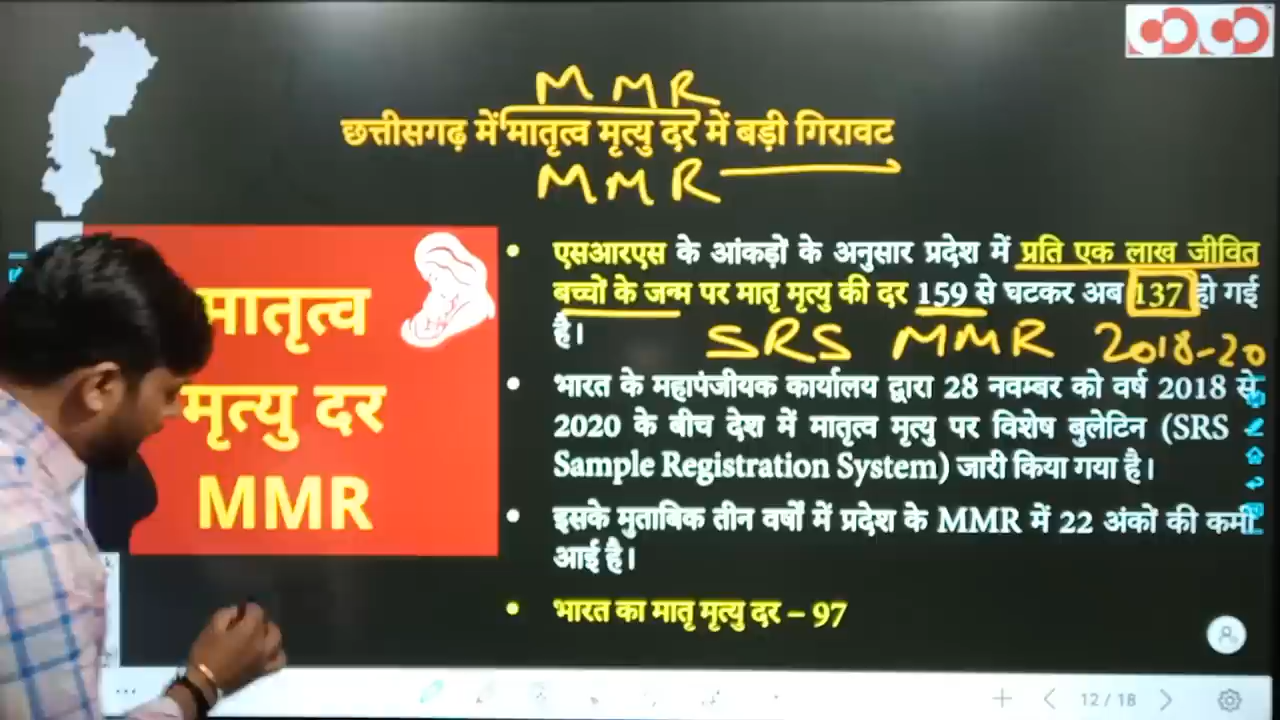 M M R
छत्तीसगढ़ में मातृत्व मृत्यु दर में बड़ी गिरावट
M M R
मातृत्व
मृत्यु दर
MMR
एसआरएस के आंकड़ों के अनुसार प्रदेश में प्रति एक लाख जीवित
बच्चों के जन्म पर मातृ मृत्यु की दर 159 से घटकर अब 137 हो गई
है।
SRS MMR 2018-20
भारत के महापंजीयक कार्यालय द्वारा 28 नवम्बर को वर्ष 2018 से
2020 के बीच देश में मातृत्व मृत्यु पर विशेष बुलेटिन (SRS
Sample Registration System) जारी किया गया है।
इसके मुताबिक तीन वर्षों में प्रदेश के MMR में 22 अंकों की कमी
आई है।
भारत का मातृ मृत्यु दर – 97
12 / 18